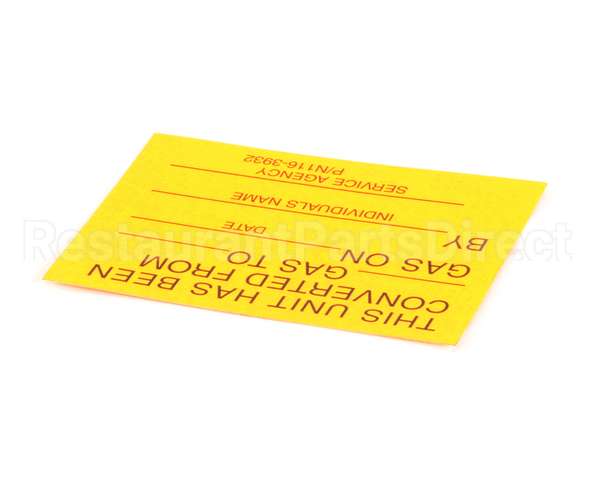 THIS UNIT HAS BEEN
CONVERTED FROM
GAS TO
GAS ON
DATE
BY
INDIVIDUALS NAME
SERVICE AGENCY
P/N116-3932
RestaurantPartsDirect